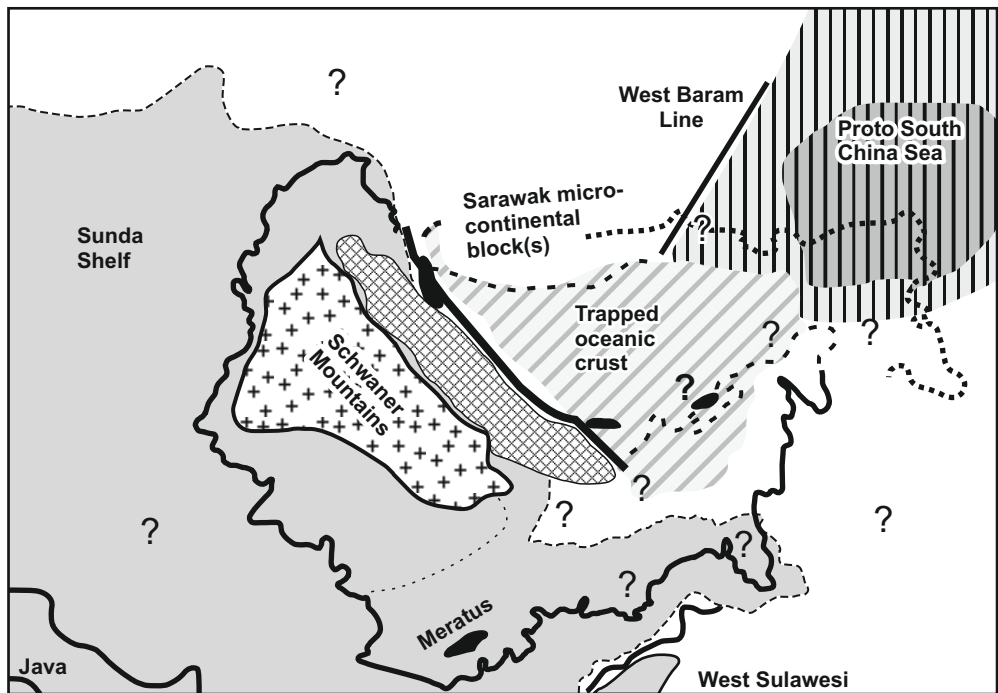 ?
West Baram
Line
Proto South
China Sea
Sarawak micro-
continental
block(s)
?
Sunda
Shelf
Trapped
oceanic
crust
?
?
Schwaner
Mountains
?
?
?
?
?
?
?
Meratus
Java
West Sulawesi